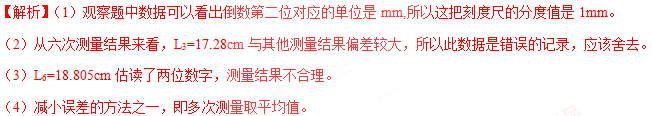 【解析】（1）观察题中数据可以看出倒数第二位对应的单位是 mm,所以这把刻度尺的分度值是 1mm。
（2）从六次测量结果来看，L₃=17.28cm 与其他测量结果偏差较大，所以此数据是错误的记录，应该舍去。
（3）L₆=18.805cm 估读了两位数字，测量结果不合理。
（4）减小误差的方法之一，即多次测量取平均值。